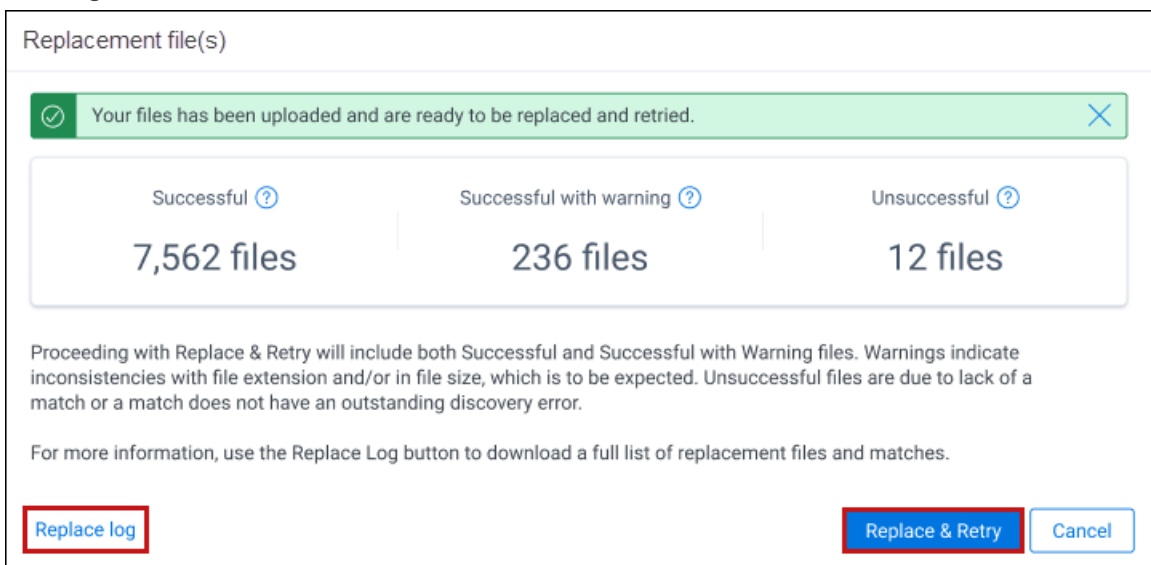 Replacement file(s)
Your files has been uploaded and are ready to be replaced and retried.
Successful ? Successful with warning ? Unsuccessful ?
7,562 files 236 files 12 files
Proceeding with Replace & Retry will include both Successful and Successful with Warning files. Warnings indicate
inconsistencies with file extension and/or in file size, which is to be expected. Unsuccessful files are due to lack of a
match or a match does not have an outstanding discovery error.
For more information, use the Replace Log button to download a full list of replacement files and matches.
Replace log Replace & Retry Cancel